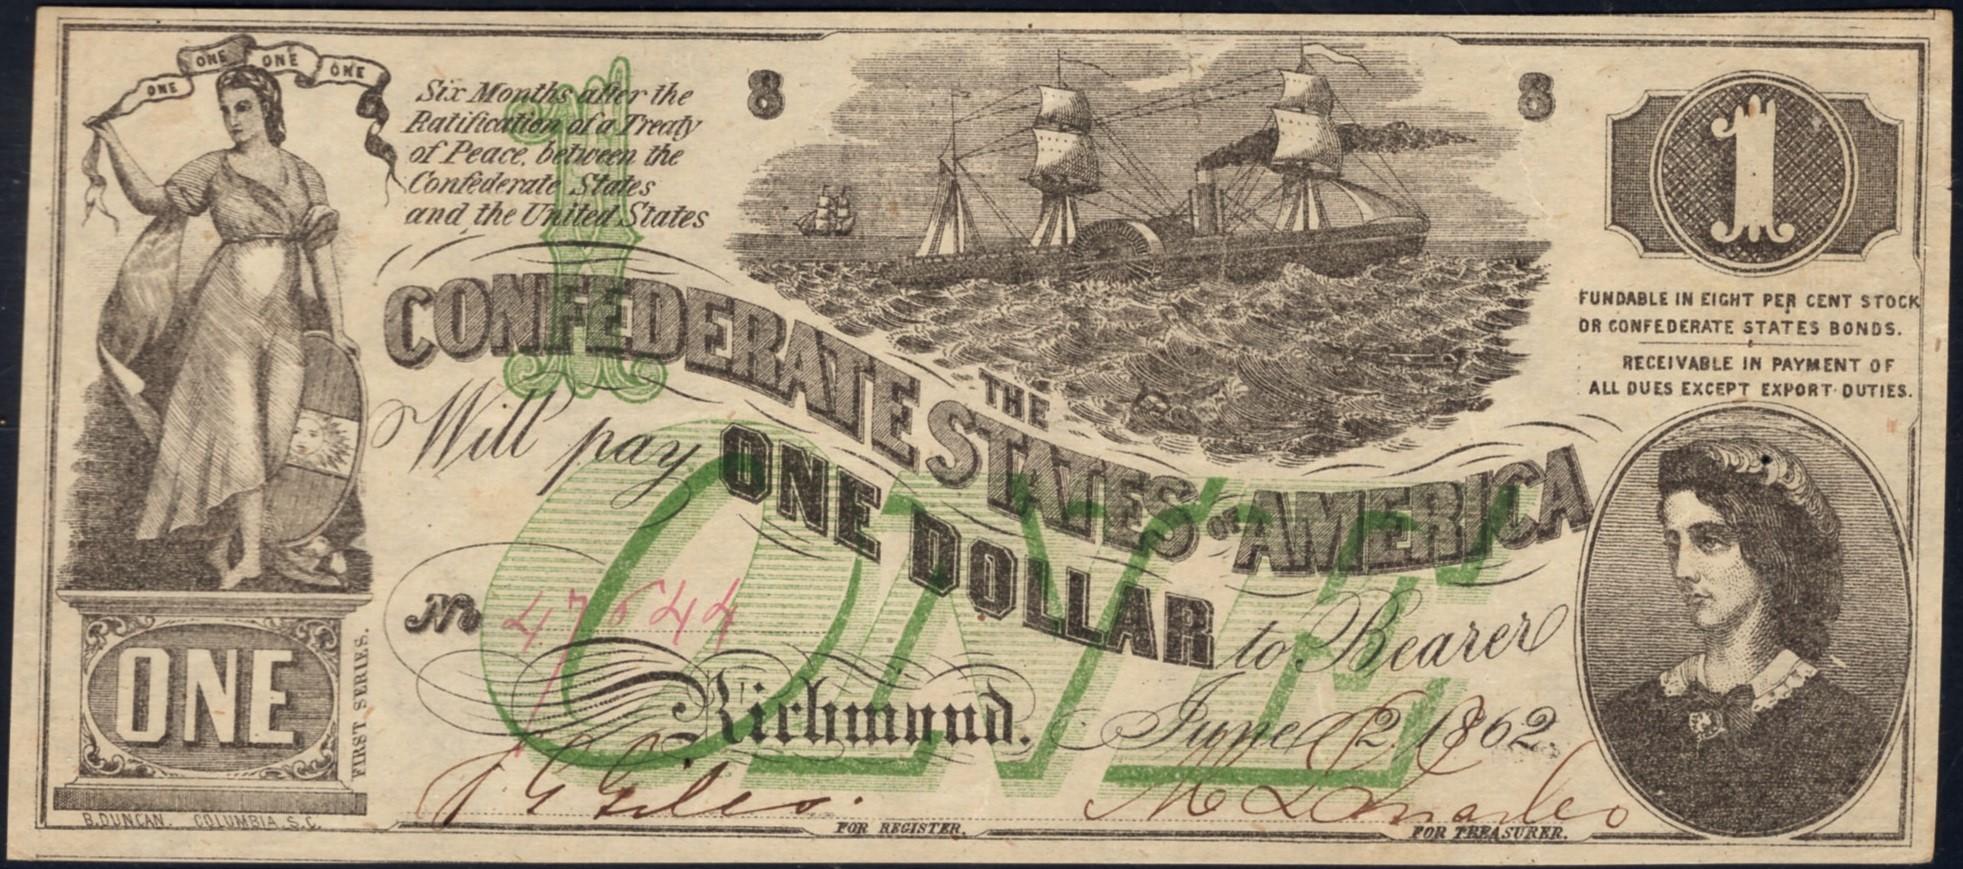 ONE ONE ONE ONE
Six Months after the
Ratification of a Treaty
of Peace, between the
Confederate States
and the United States
1
8
8
1
FUNDABLE IN EIGHT PER CENT STOCK
OR CONFEDERATE STATES BONDS.
RECEIVABLE IN PAYMENT OF
ALL DUES EXCEPT EXPORT DUTIES.
THE
CONFEDERATE STATES OF AMERICA
Will pay ONE DOLLAR to Bearer
ONE
No 47644
Richmond. June 2 1862
ONE
FIRST SERIES.
J G Giles.
FOR REGISTER.
FOR TREASURER.
B. DUNCAN. COLUMBIA, S.C.